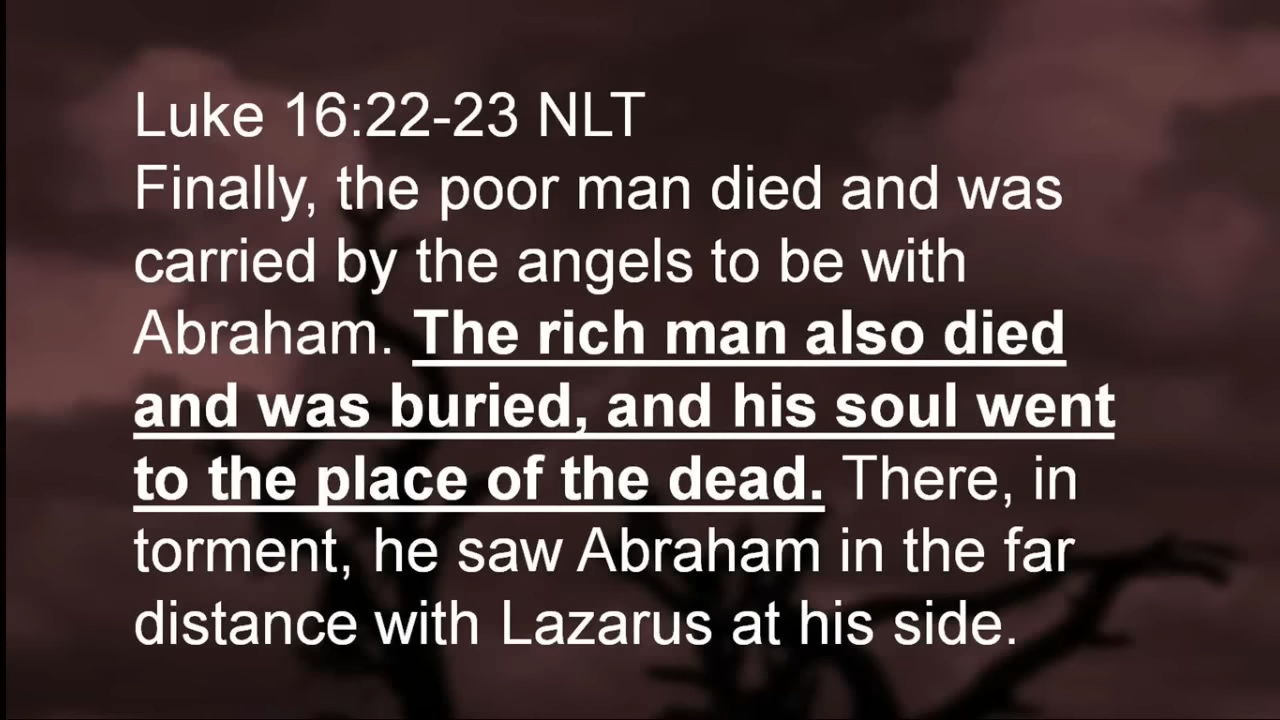 Luke 16:22-23 NLT
Finally, the poor man died and was
carried by the angels to be with
Abraham. The rich man also died
and was buried, and his soul went
to the place of the dead. There, in
torment, he saw Abraham in the far
distance with Lazarus at his side.